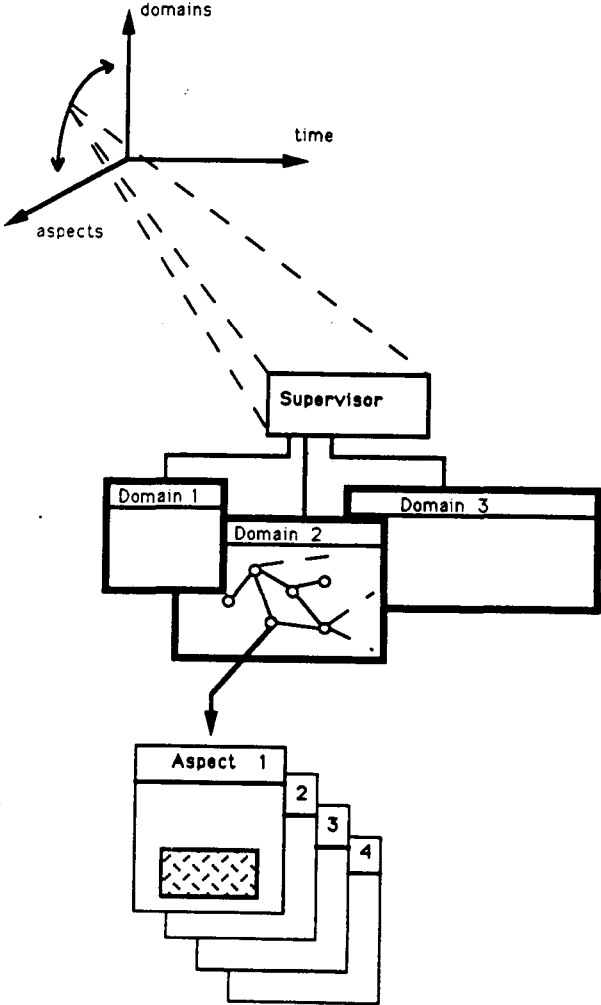 domains
time
aspects
Supervisor
Domain 1
Domain 3
Domain 2
Aspect 1
2
3
4